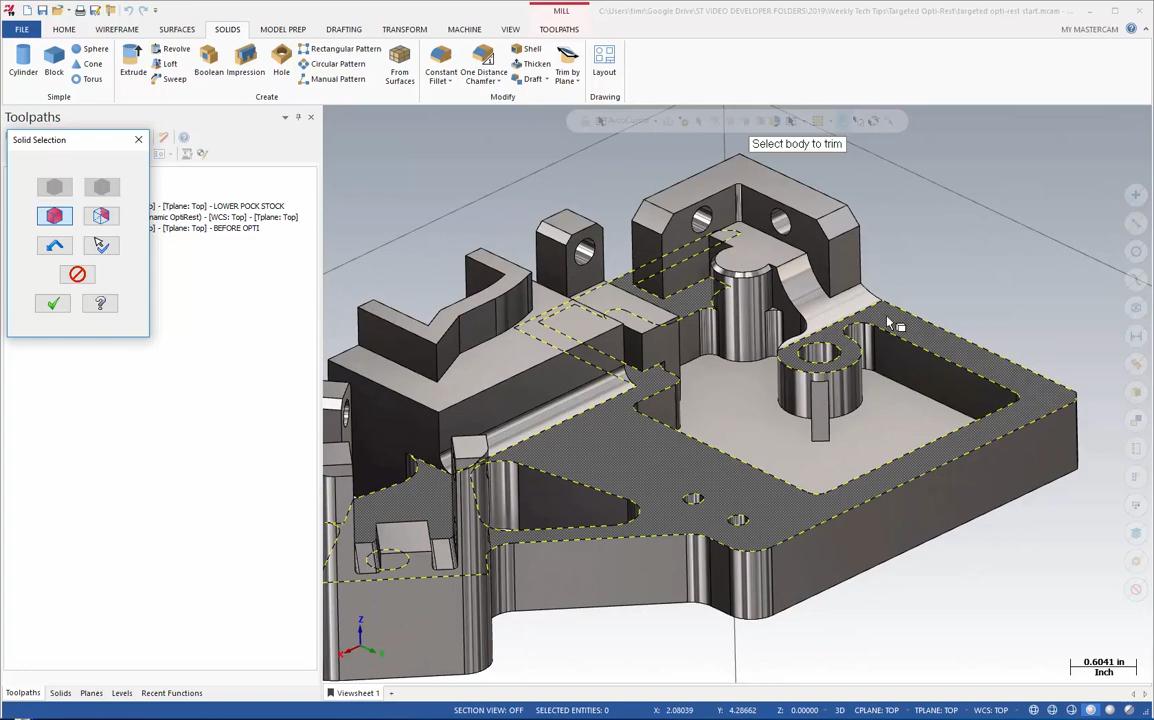 MILL
C:\Users\timr\Google Drive\ST VIDEO DEVELOPER FOLDERS\2019\Weekly Tech Tips\Targeted Opti-Rest\targeted opti-rest start.mcam
FILE HOME WIREFRAME SURFACES SOLIDS MODEL PREP DRAFTING TRANSFORM MACHINE VIEW TOOLPATHS MY MASTERCAM
Cylinder Block Sphere Cone Torus
Simple
Extrude Revolve Loft Sweep Boolean Impression Hole Rectangular Pattern Circular Pattern Manual Pattern From Surfaces
Create
Constant Fillet One Distance Chamfer Shell Thicken Draft Trim by Plane
Modify
Layout
Drawing
Toolpaths
Solid Selection
AutoCursor
Select body to trim
] - [Tplane: Top] - LOWER POCK STOCK
namic OptiRest) - [WCS: Top] - [Tplane: Top]
] - [Tplane: Top] - BEFORE OPTI
Z
X
Y
0.6041 in
Inch
Toolpaths Solids Planes Levels Recent Functions
Viewsheet 1 +
SECTION VIEW: OFF SELECTED ENTITIES: 0 X: 2.08039 Y: 4.28662 Z: 0.00000 3D CPLANE: TOP TPLANE: TOP WCS: TOP